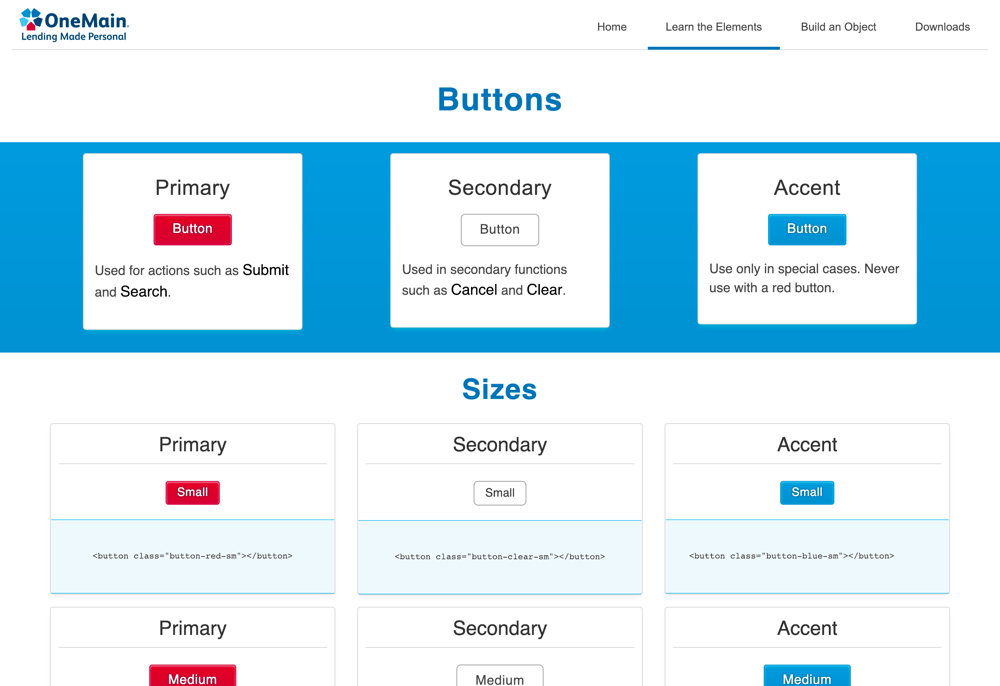 OneMain.
Lending Made Personal
Home
Learn the Elements
Build an Object
Downloads
Buttons
Primary
Button
Used for actions such as Submit
and Search.
Secondary
Button
Used in secondary functions
such as Cancel and Clear.
Accent
Button
Use only in special cases. Never
use with a red button.
Sizes
Primary
Small
<button class="button-red-sm"></button>
Secondary
Small
<button class="button-clear-sm"></button>
Accent
Small
<button class="button-blue-sm"></button>
Primary
Medium
Secondary
Medium
Accent
Medium